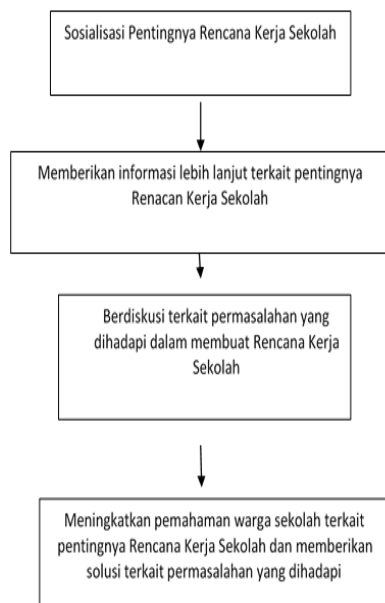 Sosialisasi Pentingnya Rencana Kerja Sekolah
Memberikan informasi lebih lanjut terkait pentingnya
Renacan Kerja Sekolah
Berdiskusi terkait permasalahan yang
dihadapi dalam membuat Rencana Kerja
Sekolah
Meningkatkan pemahaman warga sekolah terkait
pentingnya Rencana Kerja Sekolah dan memberikan
solusi terkait permasalahan yang dihadapi